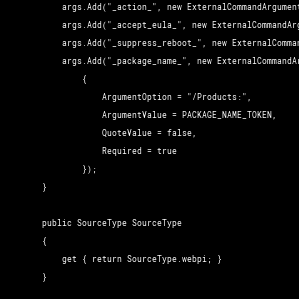 args.Add("_action_", new ExternalCommandArgument
args.Add("_accept_eula_", new ExternalCommandArg
args.Add("_suppress_reboot_", new ExternalComman
args.Add("_package_name_", new ExternalCommandAr
{
ArgumentOption = "/Products:",
ArgumentValue = PACKAGE_NAME_TOKEN,
QuoteValue = false,
Required = true
});
}
public SourceType SourceType
{
get { return SourceType.webpi; }
}